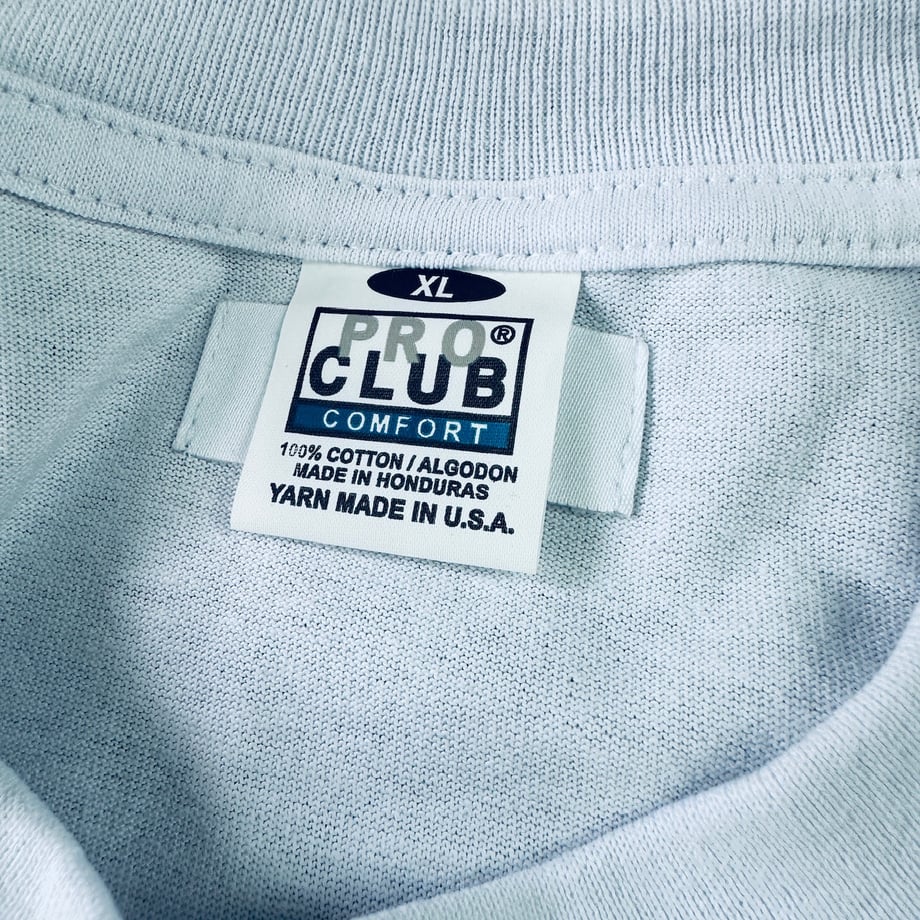 XL
PRO®
CLUB
COMFORT
100% COTTON / ALGODON
MADE IN HONDURAS
YARN MADE IN U.S.A.